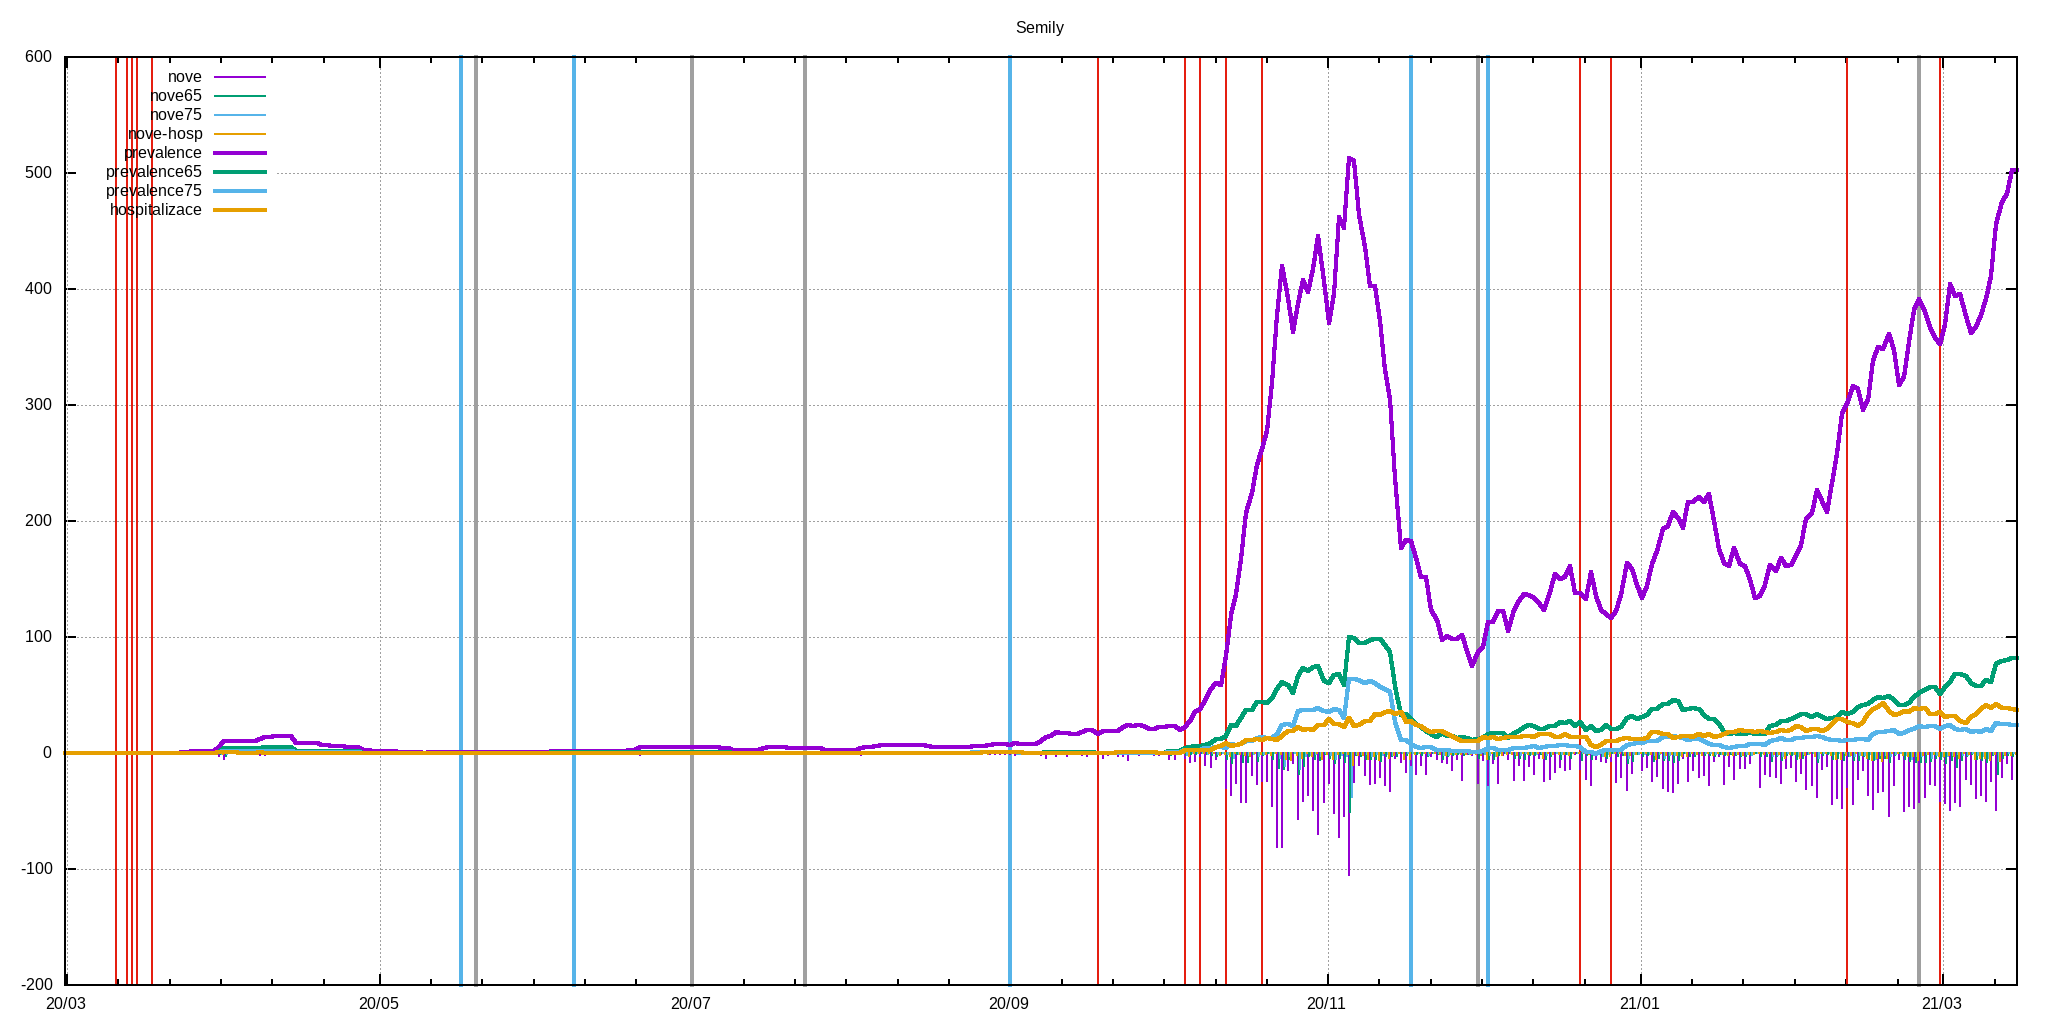 Semily
600
500
400
300
200
100
0
-100
-200
nove
nove65
nove75
nove-hosp
prevalence
prevalence65
prevalence75
hospitalizace
20/03 20/05 20/07 20/09 20/11 21/01 21/03